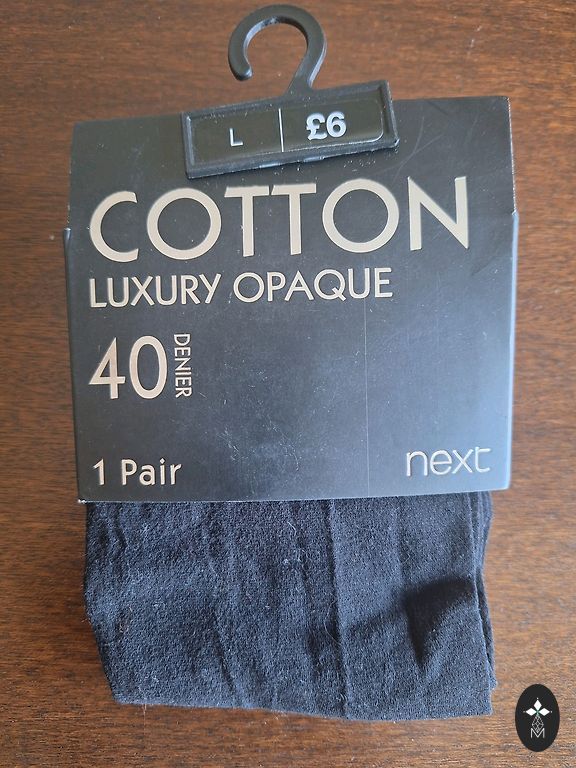 L £6
COTTON
LUXURY OPAQUE
40 DENIER
1 Pair
next
M